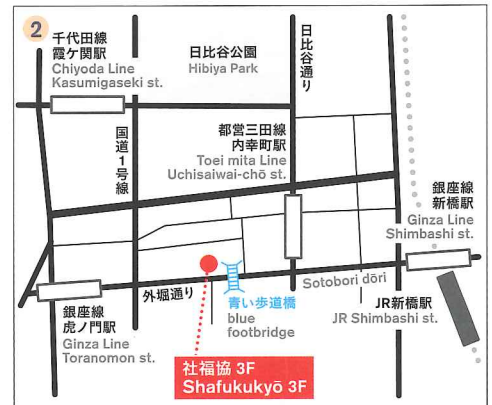 2
千代田線
霞ケ関駅
Chiyoda Line
Kasumigaseki st.
日比谷公園
Hibiya Park
日比谷通り
国道1号線
都営三田線
内幸町駅
Toei mita Line
Uchisaiwai-chō st.
銀座線
新橋駅
Ginza Line
Shimbashi st.
外堀通り
Sotobori dōri
青い歩道橋
blue
footbridge
JR新橋駅
JR Shimbashi st.
銀座線
虎ノ門駅
Ginza Line
Toranomon st.
社福協 3F
Shafukukyō 3F